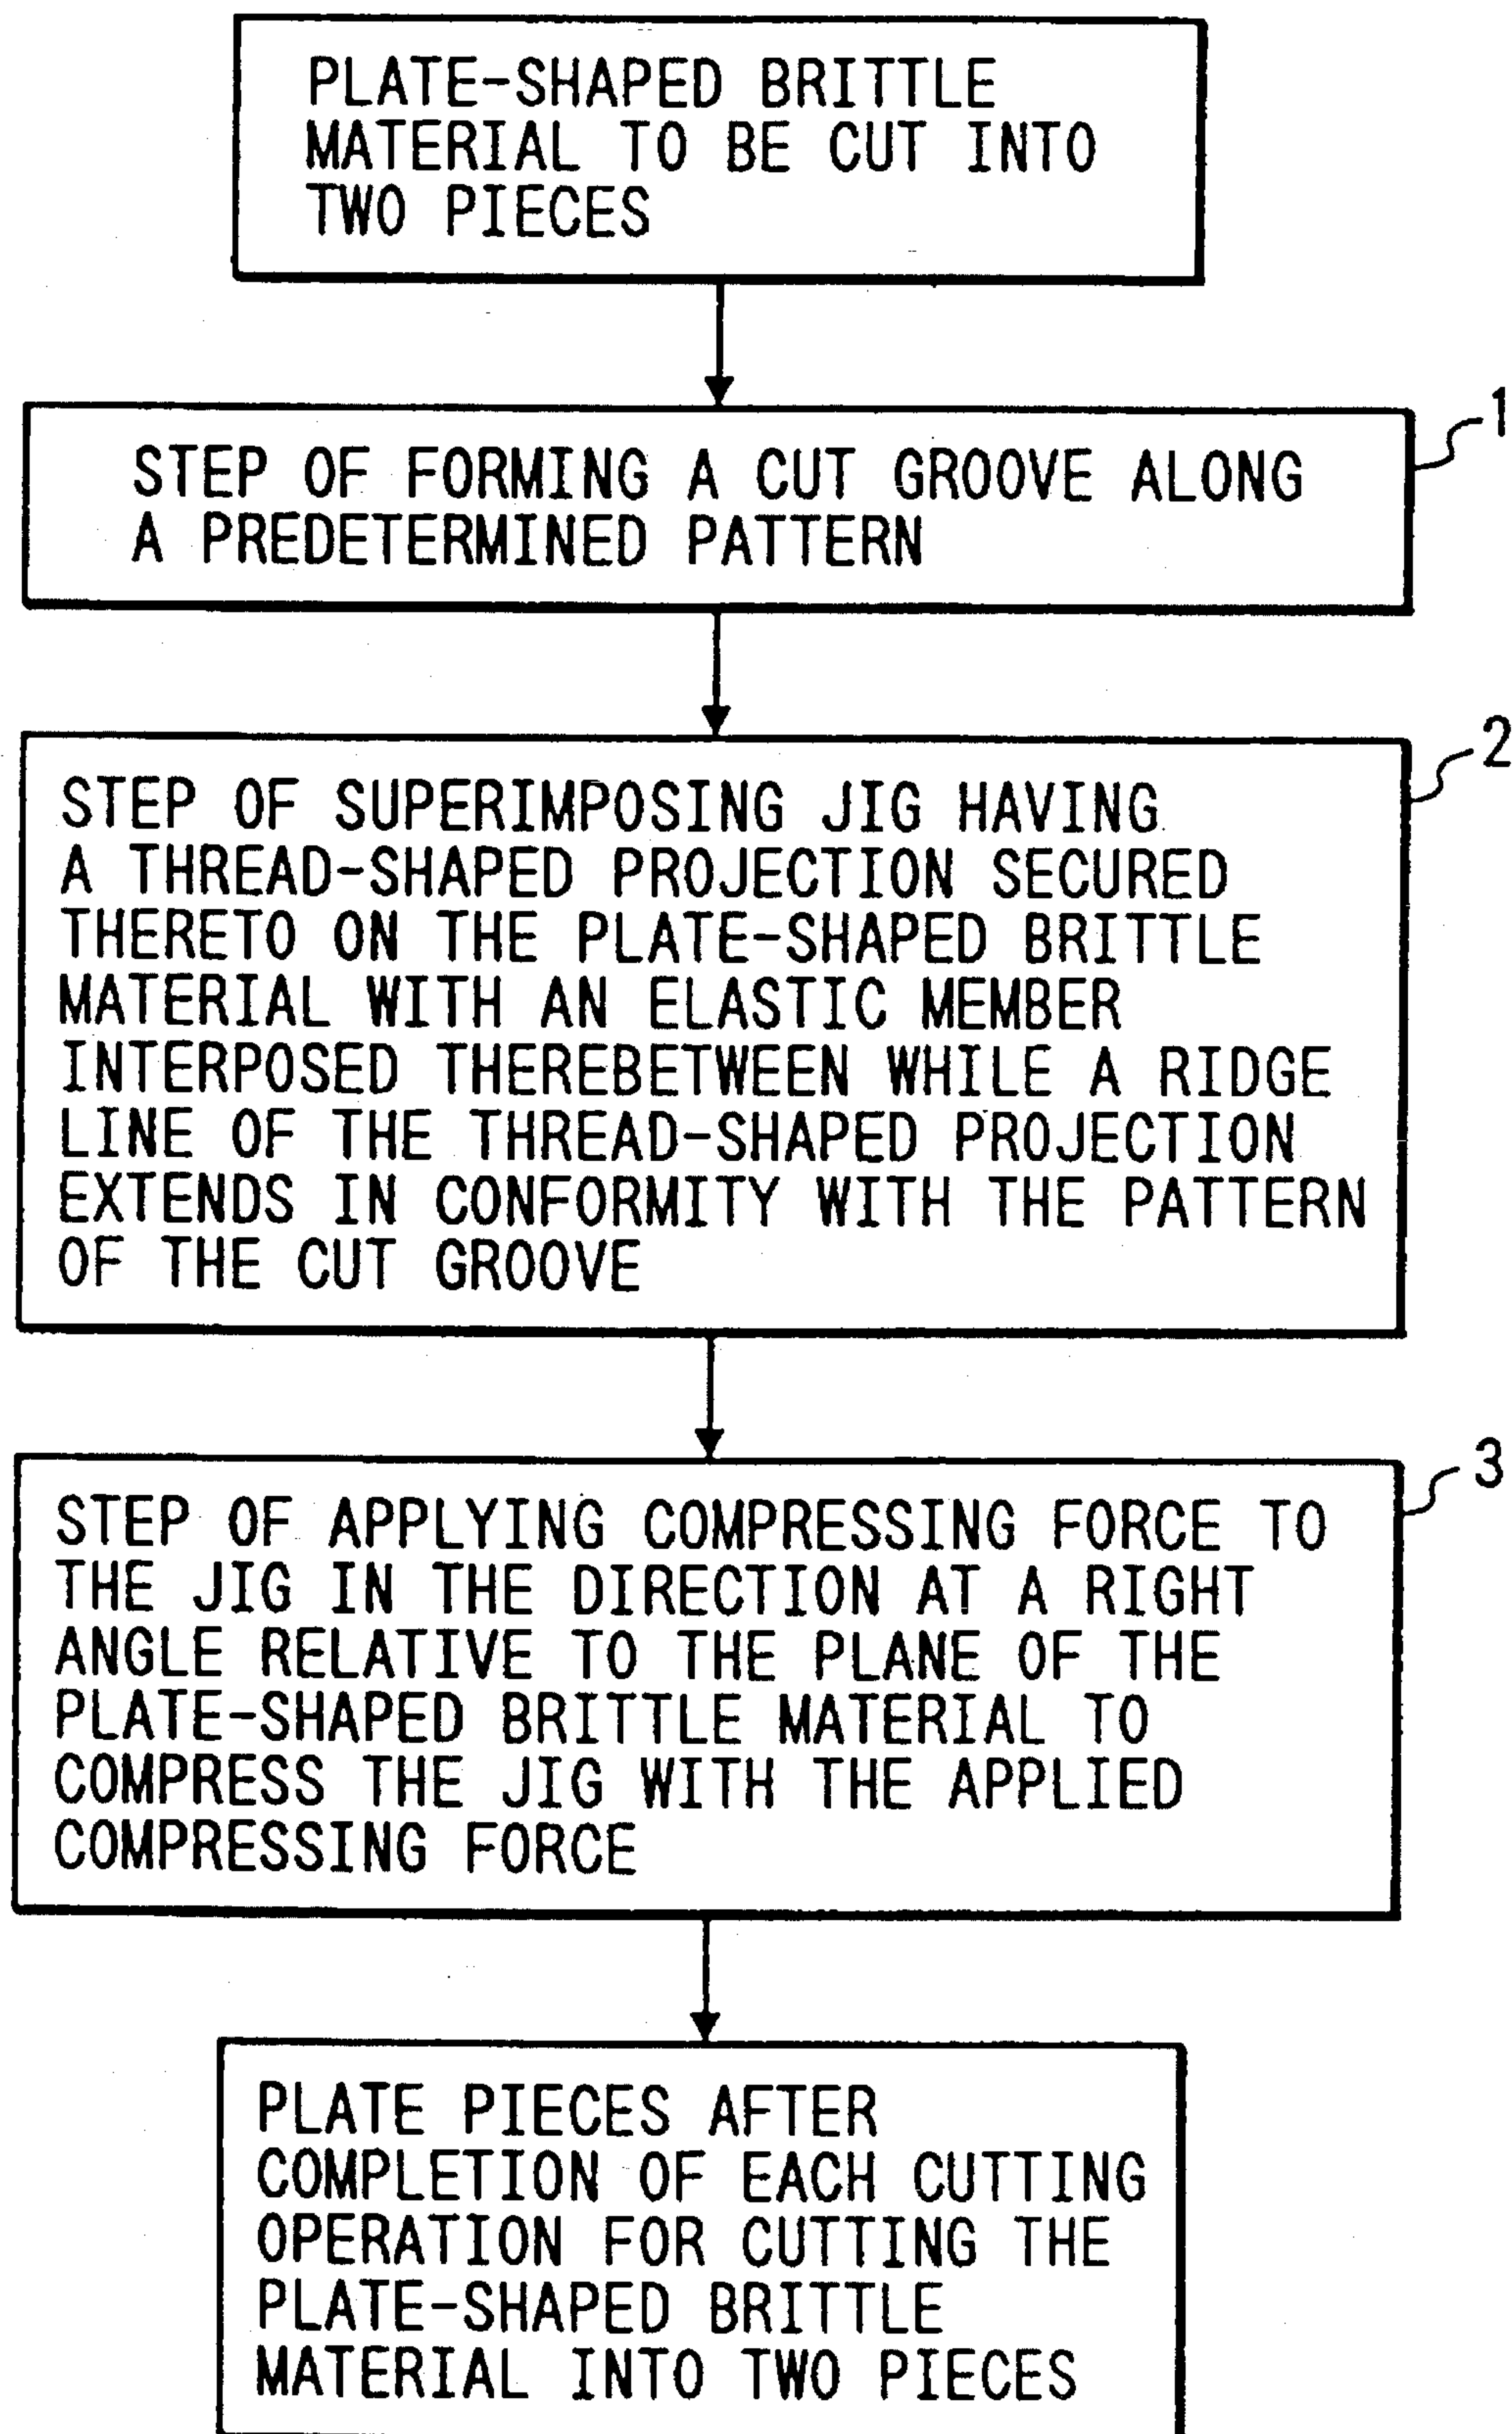 PLATE-SHAPED BRITTLE
MATERIAL TO BE CUT INTO
TWO PIECES
1
STEP OF FORMING A CUT GROOVE ALONG
A PREDETERMINED PATTERN
2
STEP OF SUPERIMPOSING JIG HAVING
A THREAD-SHAPED PROJECTION SECURED
THERETO ON THE PLATE-SHAPED BRITTLE
MATERIAL WITH AN ELASTIC MEMBER
INTERPOSED THEREBETWEEN WHILE A RIDGE
LINE OF THE THREAD-SHAPED PROJECTION
EXTENDS IN CONFORMITY WITH THE PATTERN
OF THE CUT GROOVE
3
STEP OF APPLYING COMPRESSING FORCE TO
THE JIG IN THE DIRECTION AT A RIGHT
ANGLE RELATIVE TO THE PLANE OF THE
PLATE-SHAPED BRITTLE MATERIAL TO
COMPRESS THE JIG WITH THE APPLIED
COMPRESSING FORCE
PLATE PIECES AFTER
COMPLETION OF EACH CUTTING
OPERATION FOR CUTTING THE
PLATE-SHAPED BRITTLE
MATERIAL INTO TWO PIECES